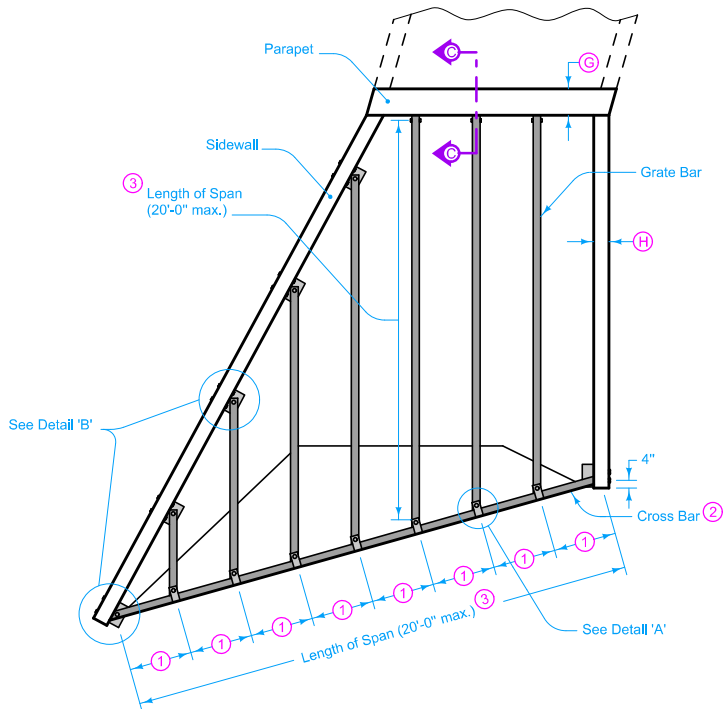 Parapet
C
G
Sidewall
3
Length of Span
(20'-0" max.)
C
Grate Bar
H
See Detail 'B'
4"
Cross Bar 2
1
1
1
1
1
1
1
1
Length of Span (20'-0" max.) 3
See Detail 'A'